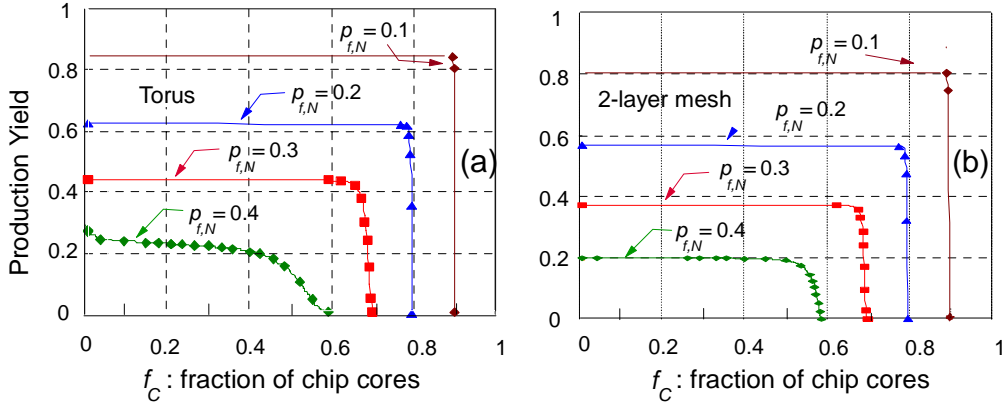 Production Yield
1
0.8
0.6
0.4
0.2
0
0
0.2
0.4
0.6
0.8
1
Torus
p f,N = 0.1
p f,N = 0.2
p f,N = 0.3
p f,N = 0.4
(a)
f C : fraction of chip cores
1
0.8
0.6
0.4
0.2
0
0
0.2
0.4
0.6
0.8
1
2-layer mesh
p f,N = 0.1
p f,N = 0.2
p f,N = 0.3
p f,N = 0.4
(b)
f C : fraction of chip cores